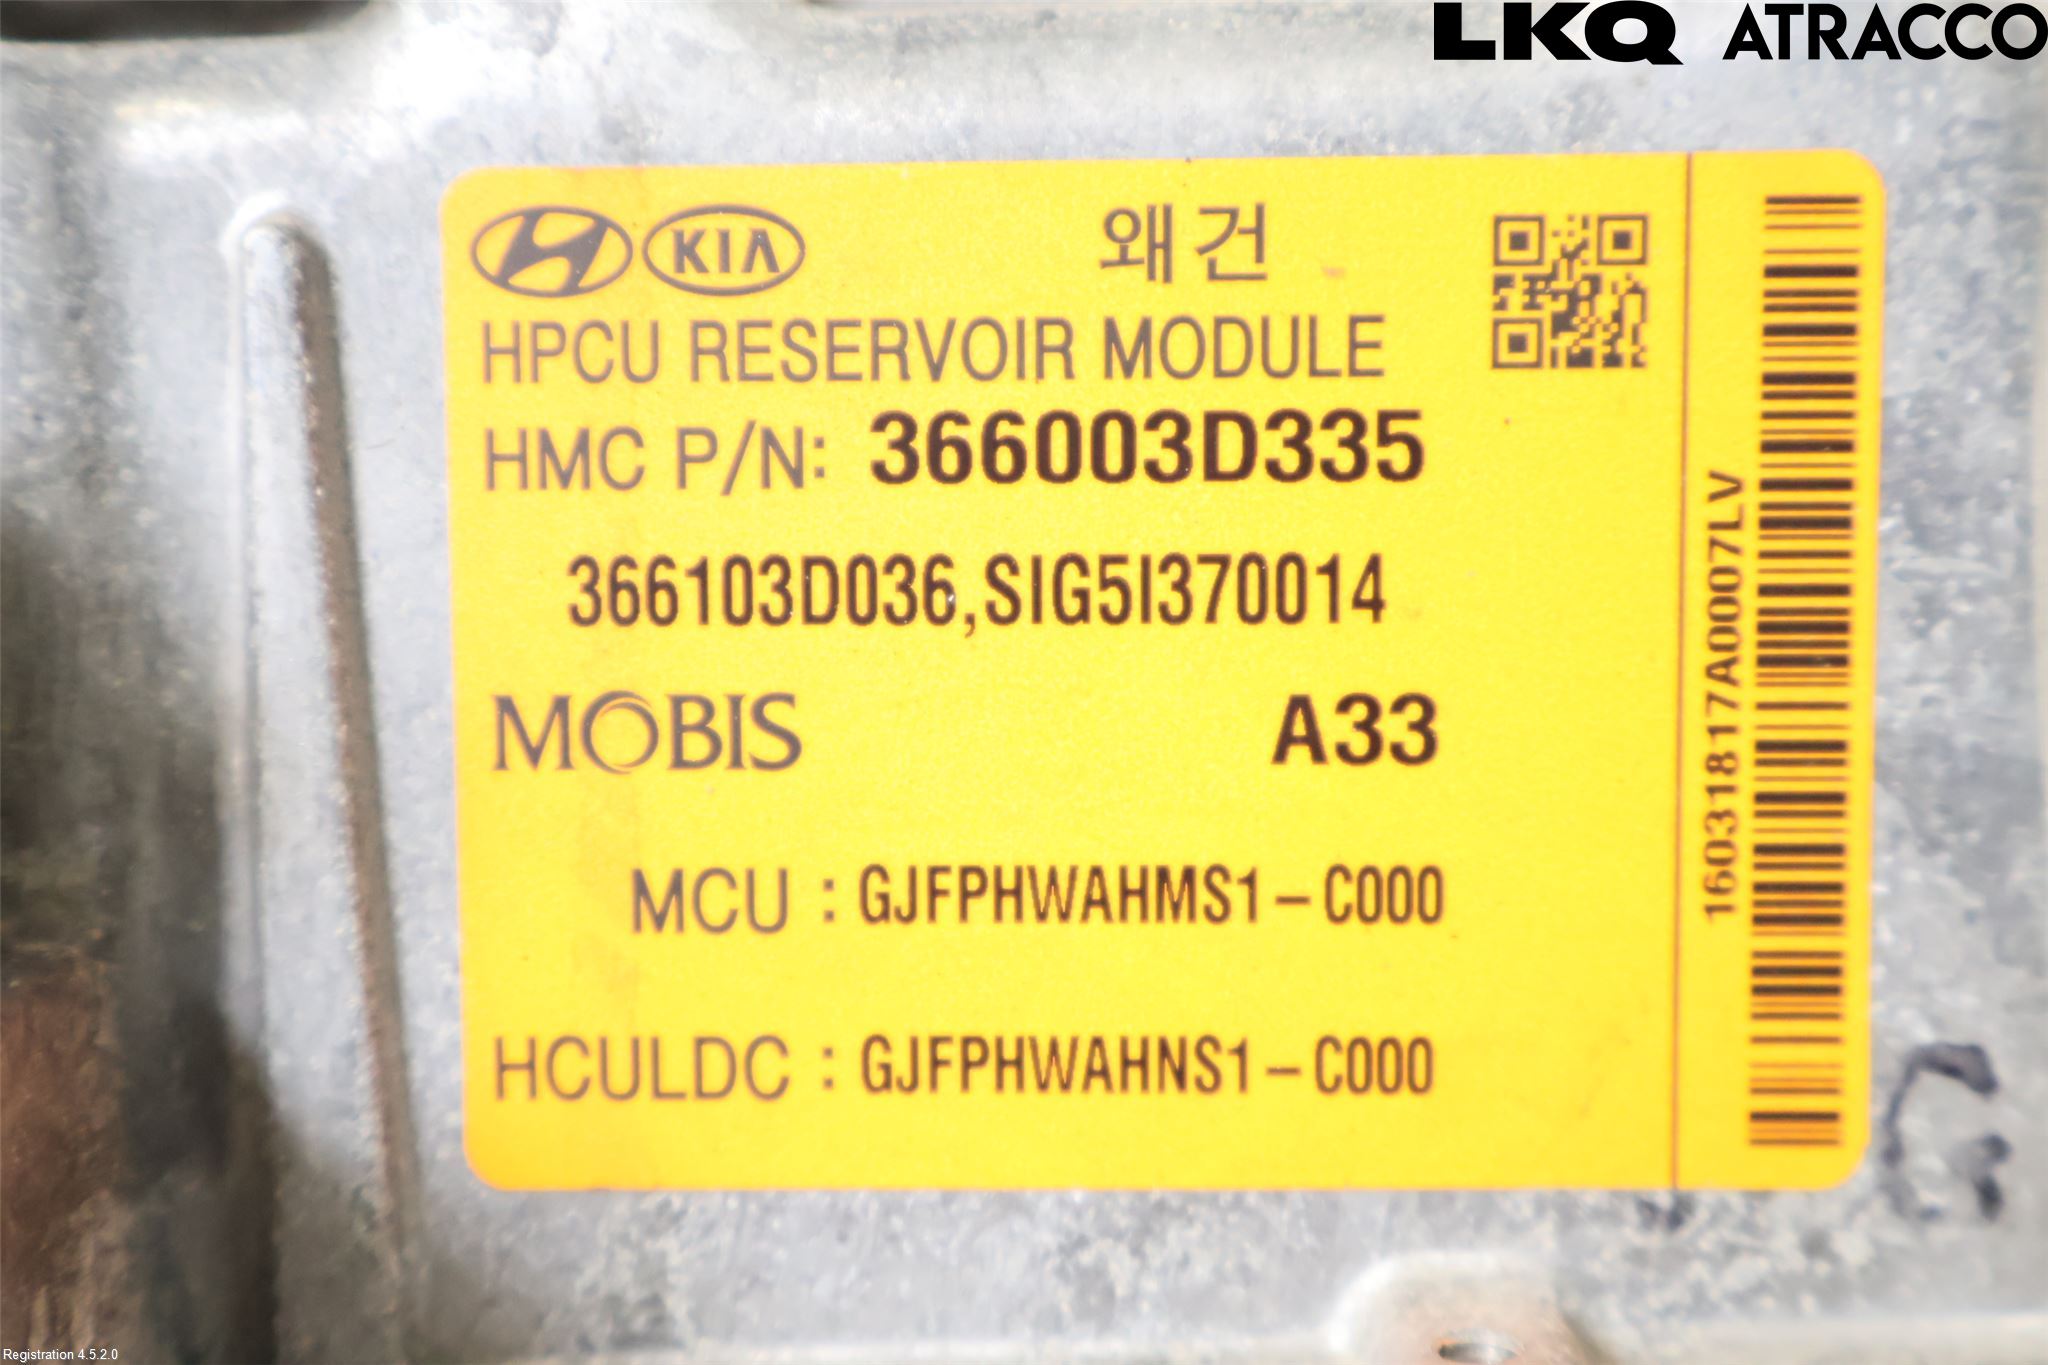 LKQ ATRACCO
KIA 왜건
HPCU RESERVOIR MODULE
HMC P/N: 366003D335
366103D036,SIG5I370014
MOBIS A33
MCU : GJFPHWAHMS1-C000
HCULDC : GJFPHWAHNS1-C000
16031817A0007LV
G
Registration 4.5.2.0